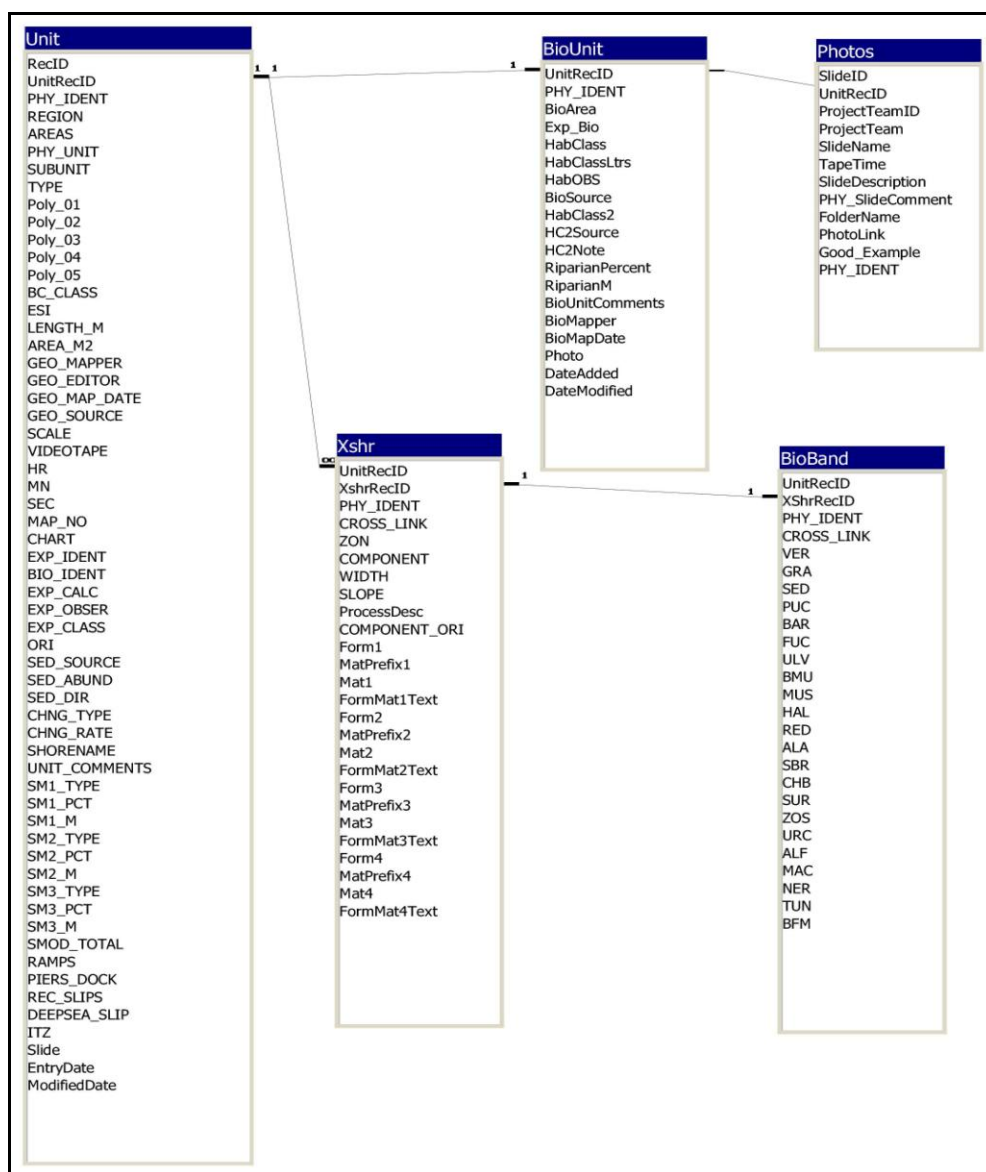 Unit
RecID
UnitRecID
PHY_IDENT
REGION
AREAS
PHY_UNIT
SUBUNIT
TYPE
Poly_01
Poly_02
Poly_03
Poly_04
Poly_05
BC_CLASS
ESI
LENGTH_M
AREA_M2
GEO_MAPPER
GEO_EDITOR
GEO_MAP_DATE
GEO_SOURCE
SCALE
VIDEOTAPE
HR
MN
SEC
MAP_NO
CHART
EXP_IDENT
BIO_IDENT
EXP_CALC
EXP_OBSER
EXP_CLASS
ORI
SED_SOURCE
SED_ABUND
SED_DIR
CHNG_TYPE
CHNG_RATE
SHORENAME
UNIT_COMMENTS
SM1_TYPE
SM1_PCT
SM1_M
SM2_TYPE
SM2_PCT
SM2_M
SM3_TYPE
SM3_PCT
SM3_M
SMOD_TOTAL
RAMPS
PIERS_DOCK
REC_SLIPS
DEEPSEA_SLIP
ITZ
Slide
EntryDate
ModifiedDate
1 1
1
BioUnit
UnitRecID
PHY_IDENT
BioArea
Exp_Bio
HabClass
HabClassLtrs
HabOBS
BioSource
HabClass2
HC2Source
HC2Note
RiparianPercent
RiparianM
BioUnitComments
BioMapper
BioMapDate
Photo
DateAdded
DateModified
Photos
SlideID
UnitRecID
ProjectTeamID
ProjectTeam
SlideName
TapeTime
SlideDescription
PHY_SlideComment
FolderName
PhotoLink
Good_Example
PHY_IDENT
∞
Xshr
UnitRecID
XshrRecID
PHY_IDENT
CROSS_LINK
ZON
COMPONENT
WIDTH
SLOPE
ProcessDesc
COMPONENT_ORI
Form1
MatPrefix1
Mat1
FormMat1Text
Form2
MatPrefix2
Mat2
FormMat2Text
Form3
MatPrefix3
Mat3
FormMat3Text
Form4
MatPrefix4
Mat4
FormMat4Text
1
1
BioBand
UnitRecID
XShrRecID
PHY_IDENT
CROSS_LINK
VER
GRA
SED
PUC
BAR
FUC
ULV
BMU
MUS
HAL
RED
ALA
SBR
CHB
SUR
ZOS
URC
ALF
MAC
NER
TUN
BFM